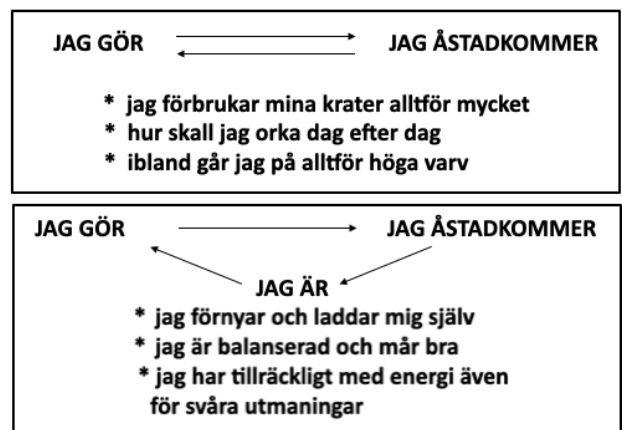 JAG GÖR JAG ÅSTADKOMMER
* jag förbrukar mina krater alltför mycket
* hur skall jag orka dag efter dag
* ibland går jag på alltför höga varv
JAG GÖR JAG ÅSTADKOMMER
JAG ÄR
* jag förnyar och laddar mig själv
* jag är balanserad och mår bra
* jag har tillräckligt med energi även
för svåra utmaningar